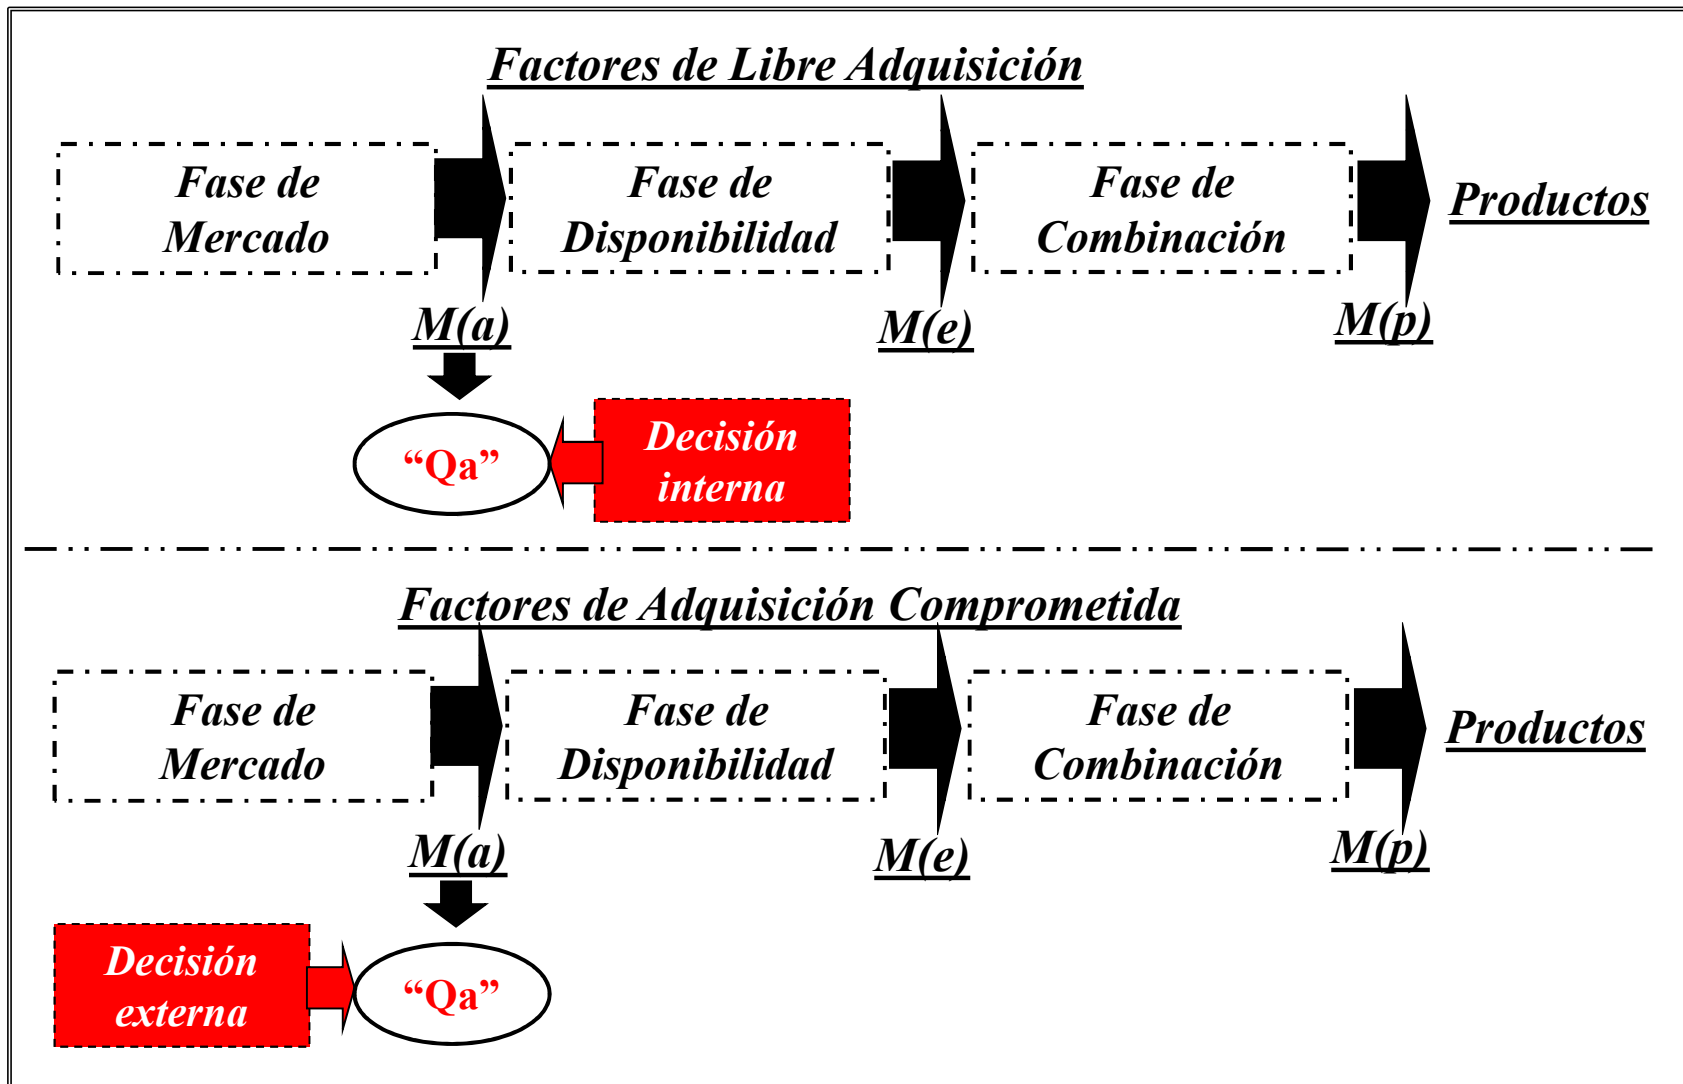 Factores de Libre Adquisición
Fase de
Mercado
Fase de
Disponibilidad
Fase de
Combinación
Productos
M(a)
M(e)
M(p)
“Qa”
Decisión
interna
Factores de Adquisición Comprometida
Fase de
Mercado
Fase de
Disponibilidad
Fase de
Combinación
Productos
M(a)
M(e)
M(p)
Decisión
externa
“Qa”